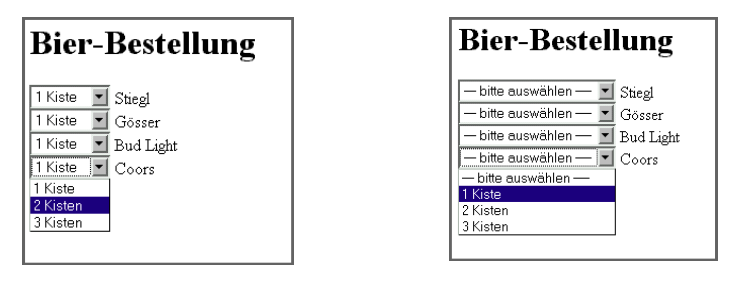 Bier-Bestellung
1 Kiste Stiegl
1 Kiste Gösser
1 Kiste Bud Light
1 Kiste Coors
1 Kiste
2 Kisten
3 Kisten
Bier-Bestellung
— bitte auswählen — Stiegl
— bitte auswählen — Gösser
— bitte auswählen — Bud Light
— bitte auswählen — Coors
— bitte auswählen —
1 Kiste
2 Kisten
3 Kisten